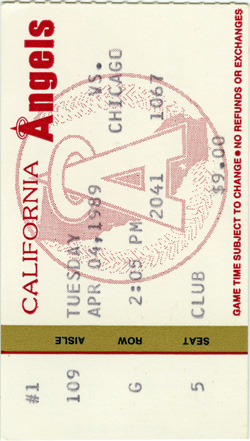 CALIFORNIA Angels
TUESDAY VS.
APR 04,1989 CHICAGO
2:05 PM 2041 1067
CLUB $9.00
GAME TIME SUBJECT TO CHANGE • NO REFUNDS OR EXCHANGES
AISLE ROW SEAT
#1 109 G 5